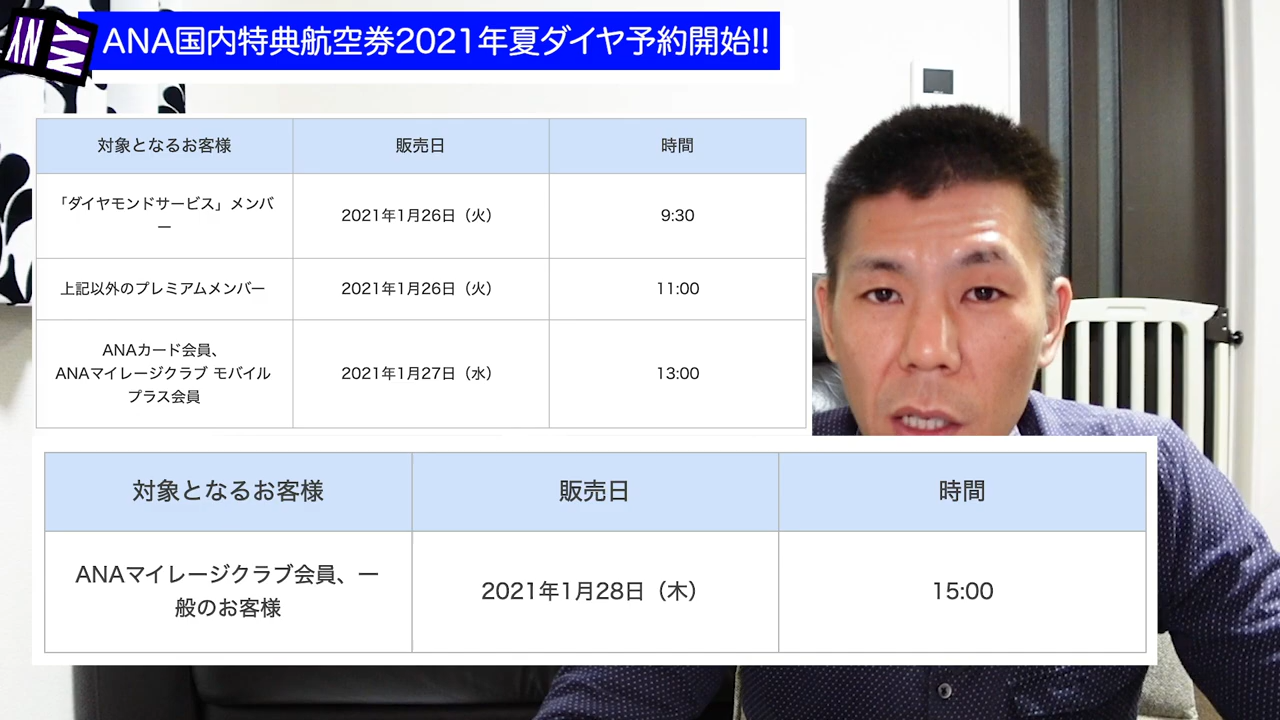 ANNY
ANA国内特典航空券2021年夏ダイヤ予約開始!!
対象となるお客様 販売日 時間
「ダイヤモンドサービス」メンバ
ー 2021年1月26日（火） 9:30
上記以外のプレミアムメンバー 2021年1月26日（火） 11:00
ANAカード会員、
ANAマイレージクラブ モバイル 2021年1月27日（水） 13:00
プラス会員
対象となるお客様 販売日 時間
ANAマイレージクラブ会員、一
般のお客様 2021年1月28日（木） 15:00